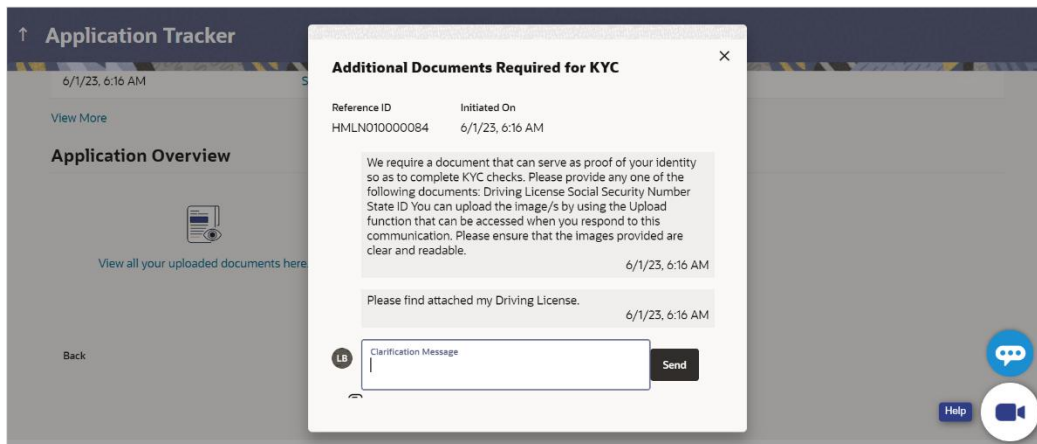 Application Tracker
6/1/23, 6:16 AM
S
View More
Application Overview
View all your uploaded documents here
Back
Additional Documents Required for KYC
Reference ID Initiated On
HMLN010000084 6/1/23, 6:16 AM
We require a document that can serve as proof of your identity
so as to complete KYC checks. Please provide any one of the
following documents: Driving License Social Security Number
State ID You can upload the image/s by using the Upload
function that can be accessed when you respond to this
communication. Please ensure that the images provided are
clear and readable.
6/1/23, 6:16 AM
Please find attached my Driving License.
6/1/23, 6:16 AM
LB
Clarification Message
Send
Help